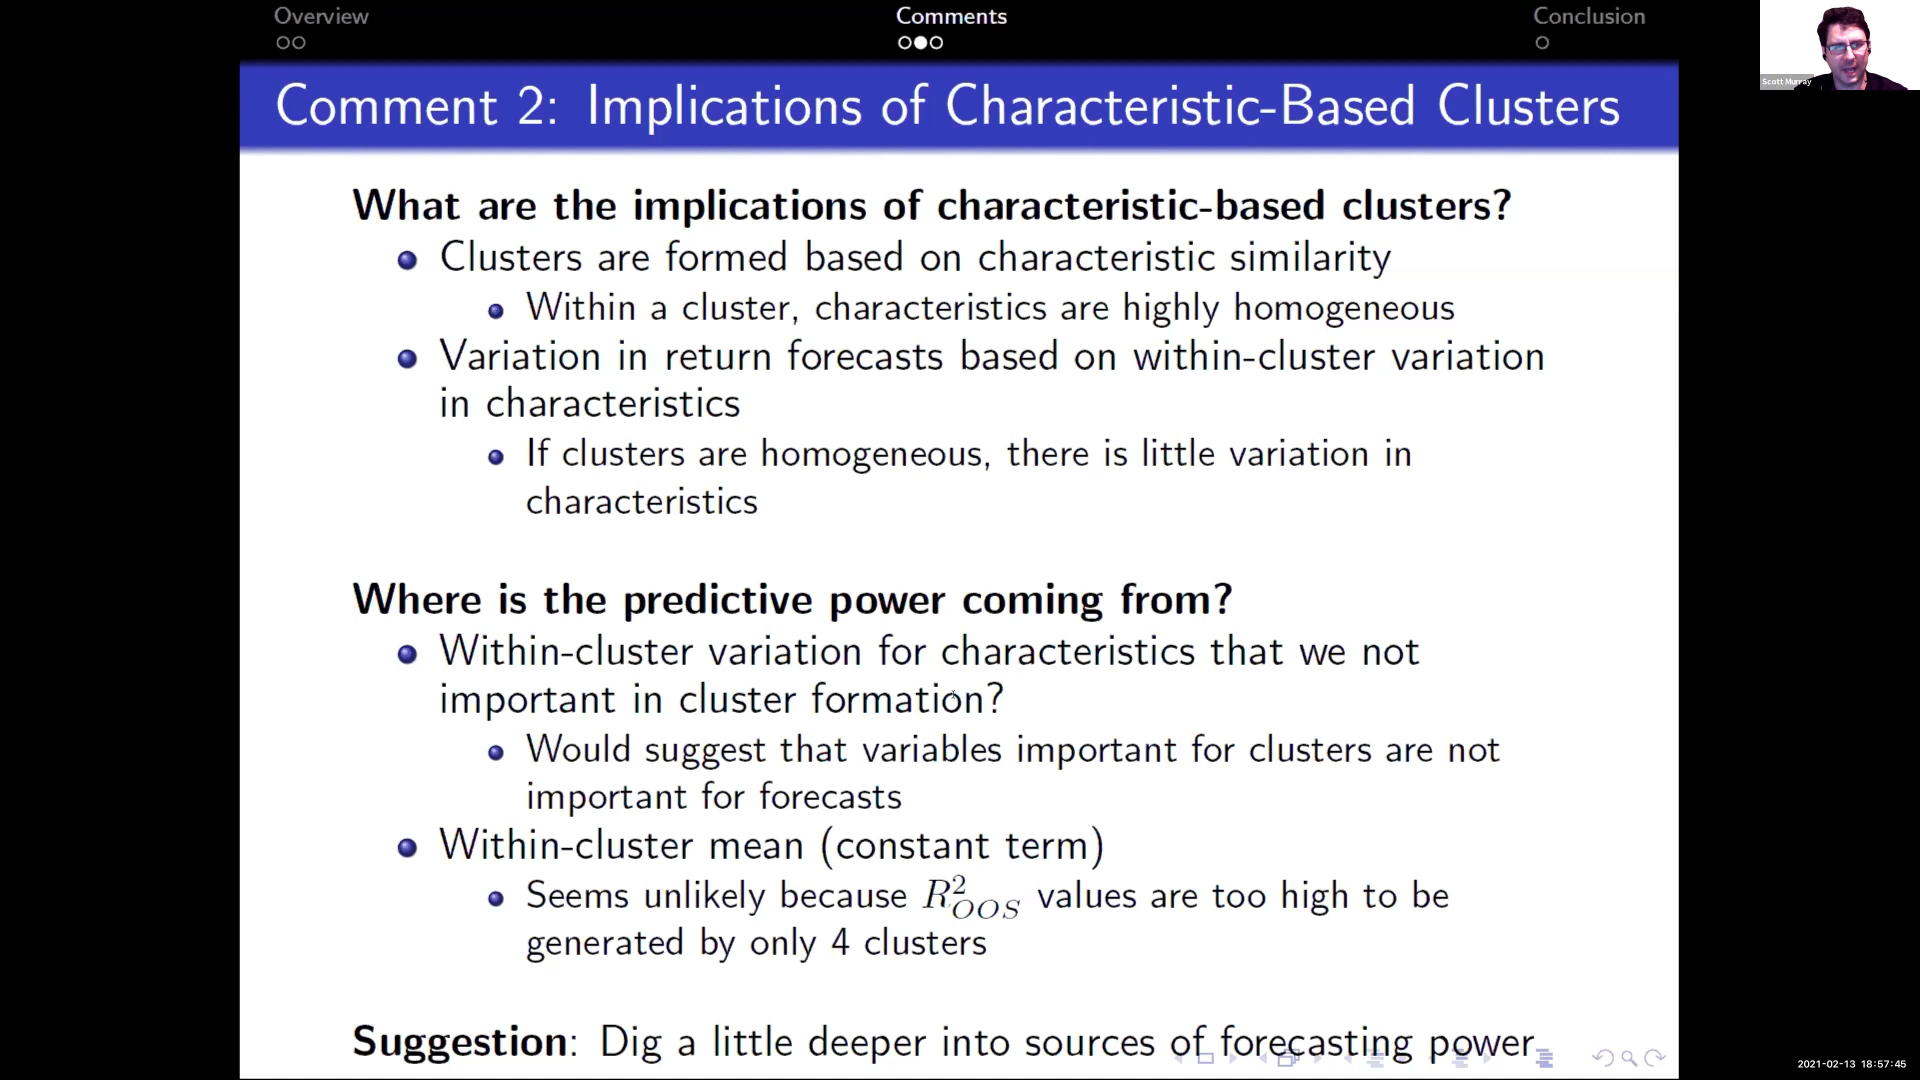 Overview
Comments
Conclusion
Scott Murray
Comment 2: Implications of Characteristic-Based Clusters
What are the implications of characteristic-based clusters?
Clusters are formed based on characteristic similarity
Within a cluster, characteristics are highly homogeneous
Variation in return forecasts based on within-cluster variation
in characteristics
If clusters are homogeneous, there is little variation in
characteristics
Where is the predictive power coming from?
Within-cluster variation for characteristics that we not
important in cluster formation?
Would suggest that variables important for clusters are not
important for forecasts
Within-cluster mean (constant term)
Seems unlikely because $R^2_{OOS}$ values are too high to be
generated by only 4 clusters
Suggestion: Dig a little deeper into sources of forecasting power
2021-02-13 18:57:45